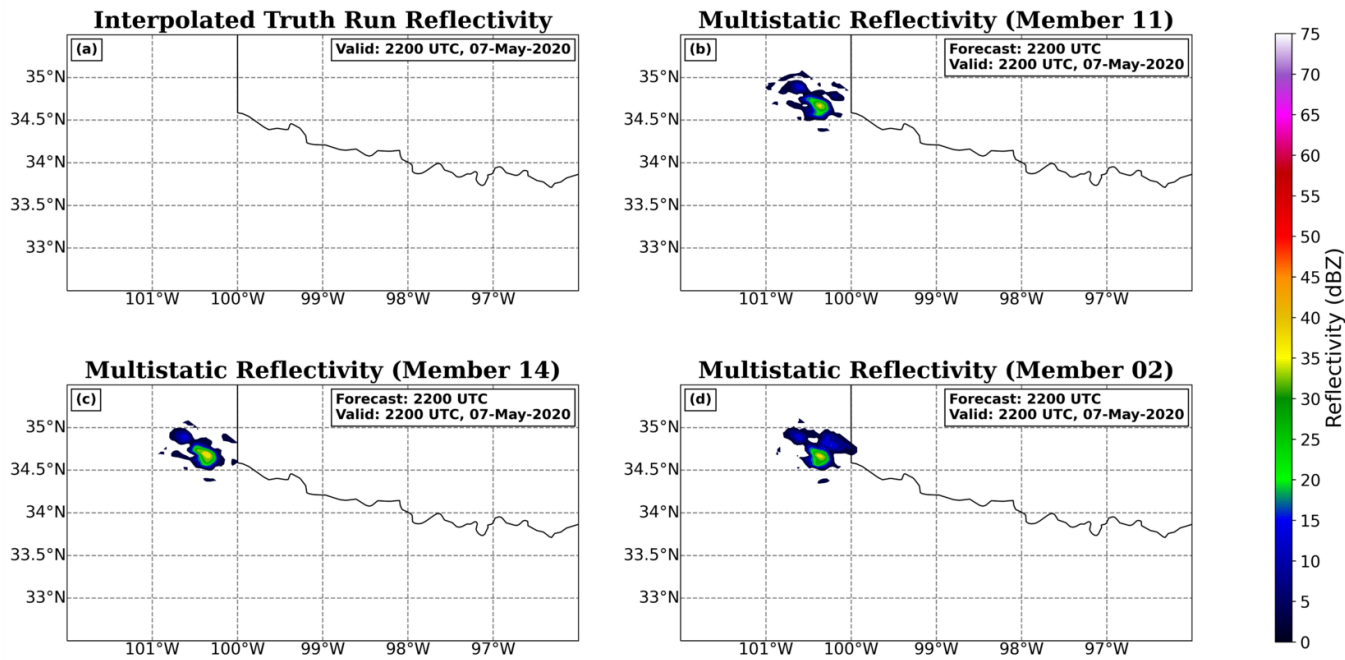 Interpolated Truth Run Reflectivity
(a)
Valid: 2200 UTC, 07-May-2020
35°N
34.5°N
34°N
33.5°N
33°N
101°W 100°W 99°W 98°W 97°W
Multistatic Reflectivity (Member 11)
(b)
Forecast: 2200 UTC
Valid: 2200 UTC, 07-May-2020
35°N
34.5°N
34°N
33.5°N
33°N
101°W 100°W 99°W 98°W 97°W
Multistatic Reflectivity (Member 14)
(c)
Forecast: 2200 UTC
Valid: 2200 UTC, 07-May-2020
35°N
34.5°N
34°N
33.5°N
33°N
101°W 100°W 99°W 98°W 97°W
Multistatic Reflectivity (Member 02)
(d)
Forecast: 2200 UTC
Valid: 2200 UTC, 07-May-2020
35°N
34.5°N
34°N
33.5°N
33°N
101°W 100°W 99°W 98°W 97°W
75
70
65
60
55
50
45
40
35
30
25
20
15
10
5
0
Reflectivity (dBZ)